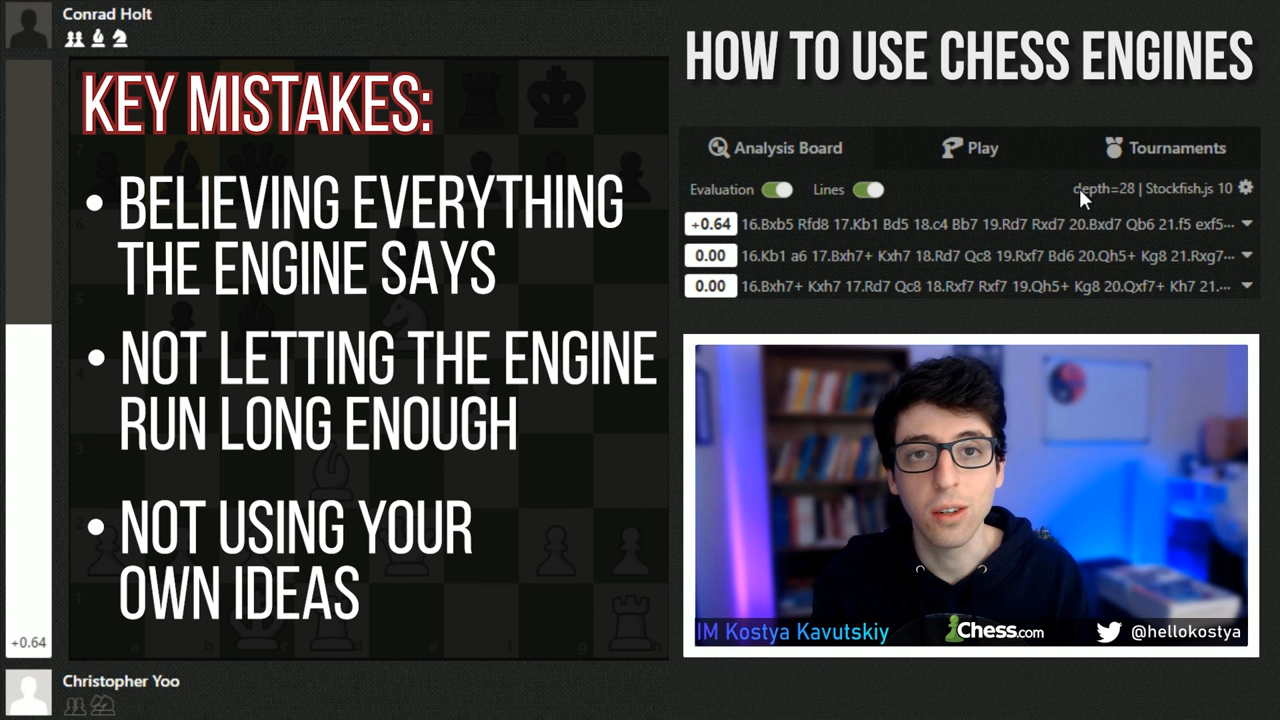 Conrad Holt
HOW TO USE CHESS ENGINES
KEY MISTAKES:
• BELIEVING EVERYTHING
THE ENGINE SAYS
• NOT LETTING THE ENGINE
RUN LONG ENOUGH
• NOT USING YOUR
OWN IDEAS
+0.64
Christopher Yoo
Analysis Board Play Tournaments
Evaluation Lines depth=28 | Stockfish.js 10
+0.64 16.Bxb5 Rfd8 17.Kb1 Bd5 18.c4 Bb7 19.Rd7 Rxd7 20.Bxd7 Qb6 21.f5 exf5...
0.00 16.Kb1 a6 17.Bxh7+ Kxh7 18.Rd7 Qc8 19.Rxf7 Bd6 20.Qh5+ Kg8 21.Rxg7...
0.00 16.Bxh7+ Kxh7 17.Rd7 Qc8 18.Rxf7 Rxf7 19.Qh5+ Kg8 20.Qxf7+ Kh7 21....
IM Kostya Kavutskiy Chess.com @hellokostya